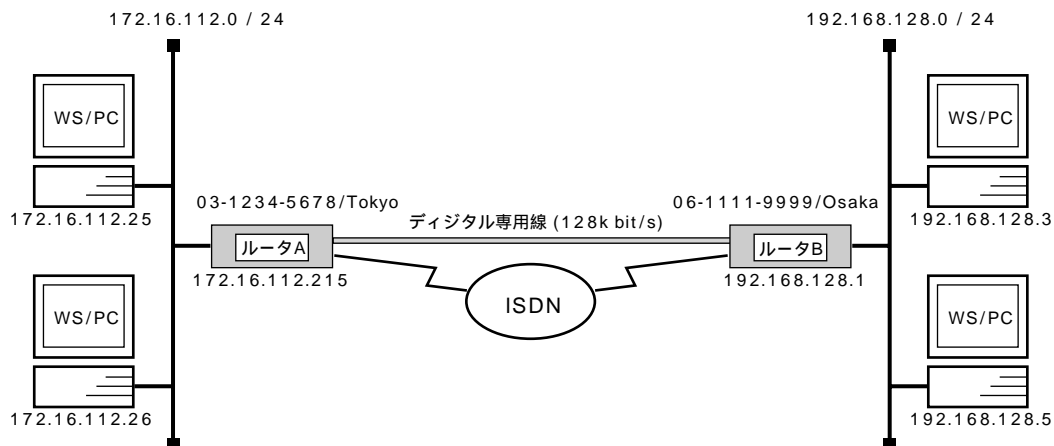 172.16.112.0 / 24
192.168.128.0 / 24
WS/PC
WS/PC
172.16.112.25
03-1234-5678/Tokyo
ディジタル専用線 (128k bit/s)
06-1111-9999/Osaka
192.168.128.3
ルータA
ルータB
172.16.112.215
192.168.128.1
ISDN
WS/PC
WS/PC
172.16.112.26
192.168.128.5